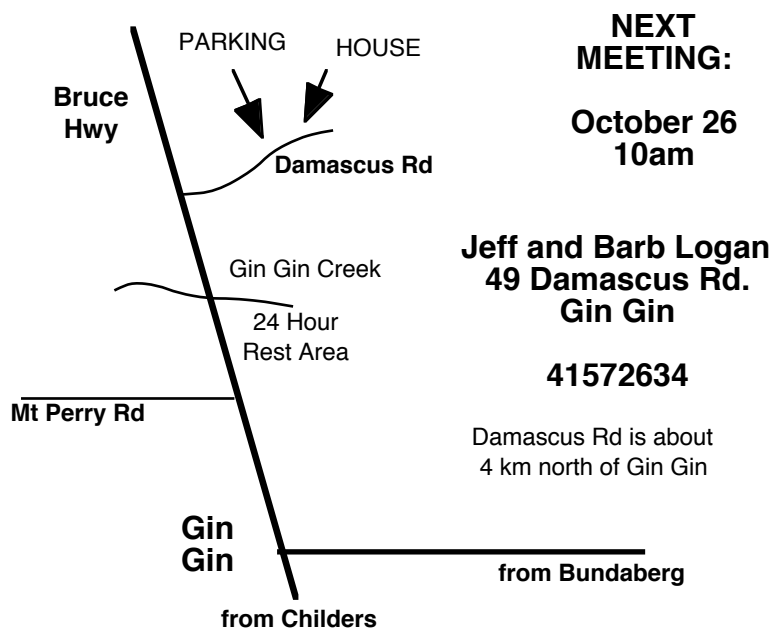 PARKING
HOUSE
Bruce
Hwy
Damascus Rd
Gin Gin Creek
24 Hour
Rest Area
Mt Perry Rd
Gin
Gin
from Bundaberg
from Childers
NEXT
MEETING:
October 26
10am
Jeff and Barb Logan
49 Damascus Rd.
Gin Gin
41572634
Damascus Rd is about
4 km north of Gin Gin